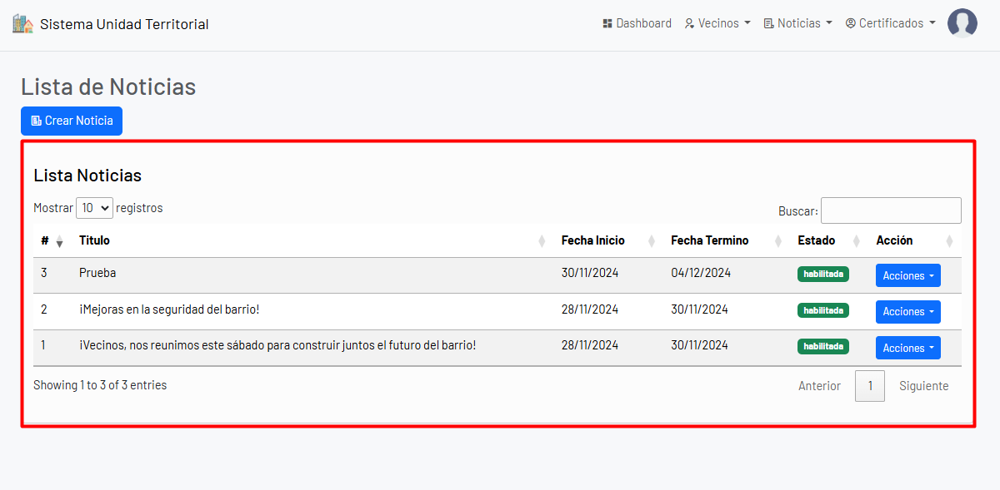 Sistema Unidad Territorial Dashboard Vecinos Noticias Certificados
Lista de Noticias
Crear Noticia
Lista Noticias
Mostrar 10 registros Buscar:
# Titulo Fecha Inicio Fecha Termino Estado Acción
3 Prueba 30/11/2024 04/12/2024 habilitada Acciones
2 ¡Mejoras en la seguridad del barrio! 28/11/2024 30/11/2024 habilitada Acciones
1 ¡Vecinos, nos reunimos este sábado para construir juntos el futuro del barrio! 28/11/2024 30/11/2024 habilitada Acciones
Showing 1 to 3 of 3 entries Anterior 1 Siguiente